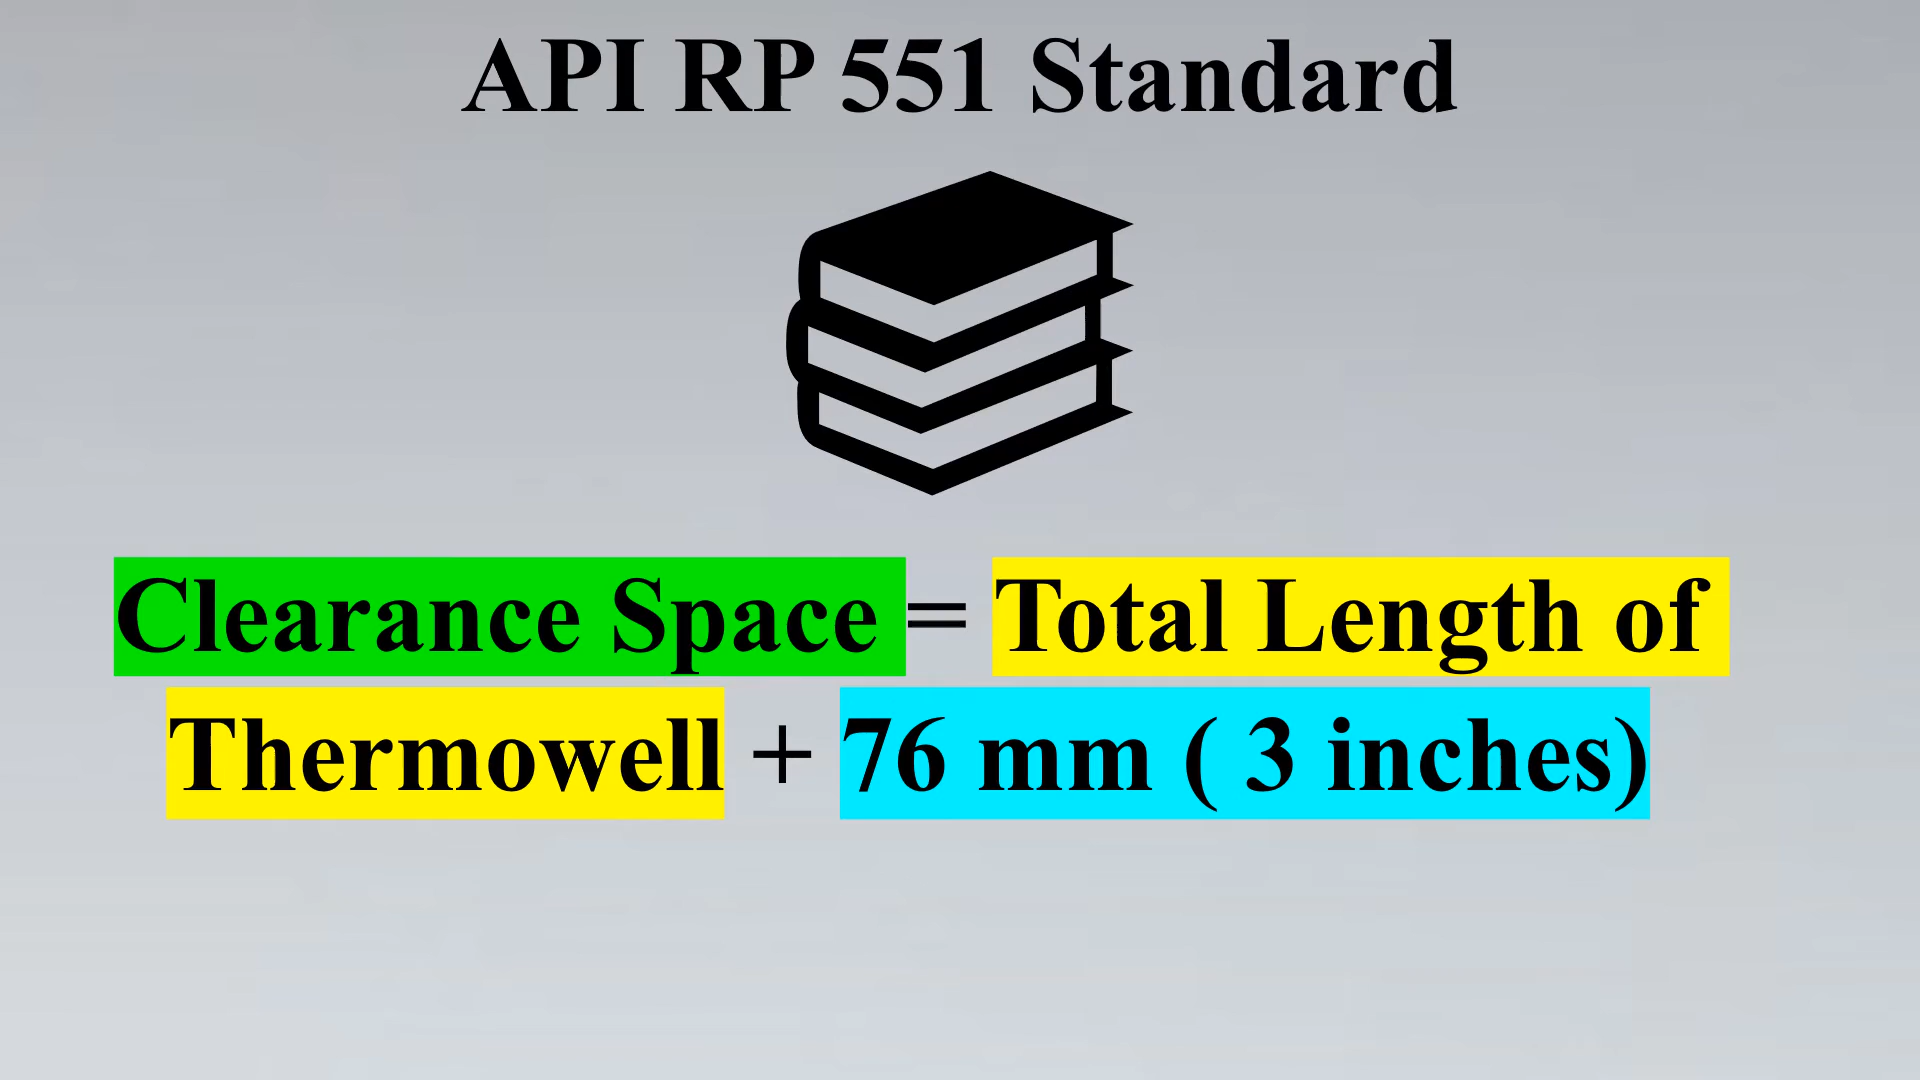 API RP 551 Standard
Clearance Space = Total Length of
Thermowell + 76 mm ( 3 inches)